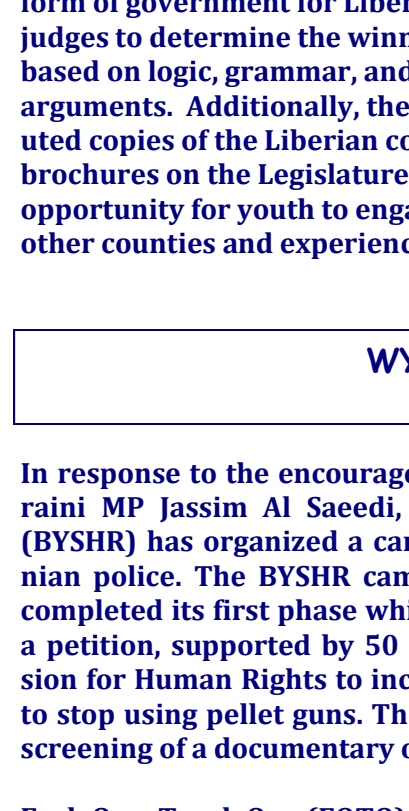 form of government for Liber
judges to determine the winn
based on logic, grammar, and
arguments. Additionally, the
uted copies of the Liberian co
brochures on the Legislature
opportunity for youth to enga
other counties and experienc
WY
In response to the encourage
raini MP Jassim Al Saeedi,
(BYSHR) has organized a car
nian police. The BYSHR cam
completed its first phase whi
a petition, supported by 50
sion for Human Rights to inc
to stop using pellet guns. Th
screening of a documentary o